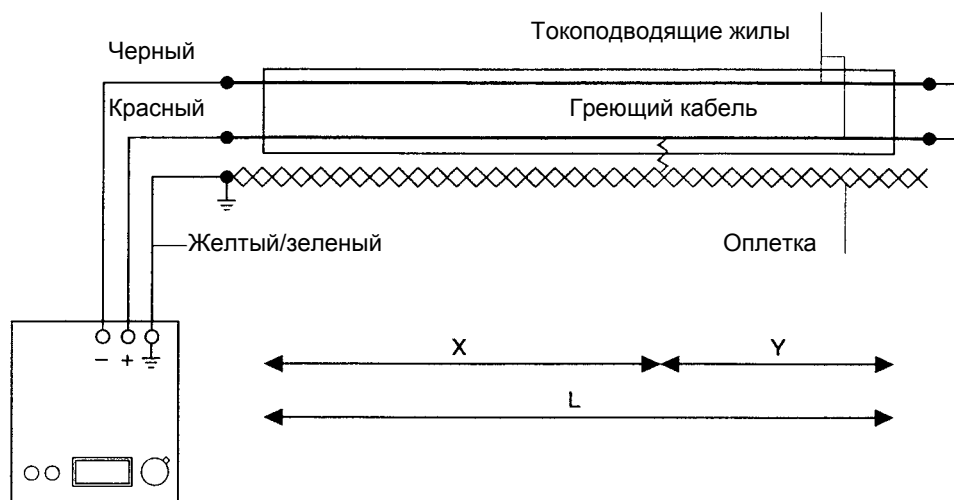 Токоподводящие жилы
Черный
Красный
Греющий кабель
Желтый/зеленый
Оплетка
- +
X
Y
L